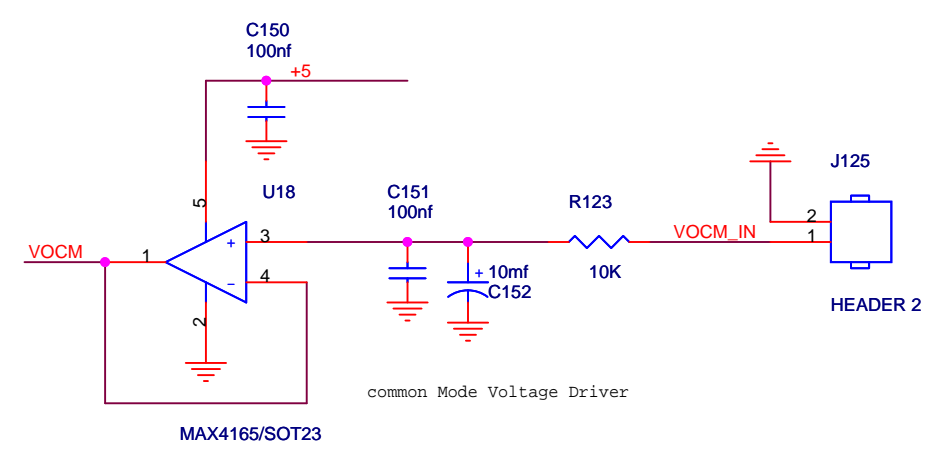 C150
100nf
+5
J125
U18
C151
100nf
R123
5
2
VOCM_IN
1
3
+
VOCM
1
4
-
+ 10mf
C152
10K
2
HEADER 2
common Mode Voltage Driver
MAX4165/SOT23